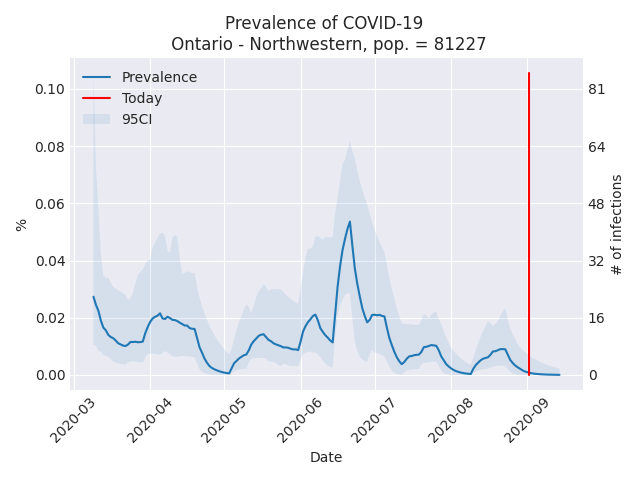 Prevalence of COVID-19
Ontario - Northwestern, pop. = 81227
Prevalence
Today
95CI
0.10
0.08
0.06
0.04
0.02
0.00
%
81
64
48
32
16
0
# of infections
2020-03
2020-04
2020-05
2020-06
2020-07
2020-08
2020-09
Date